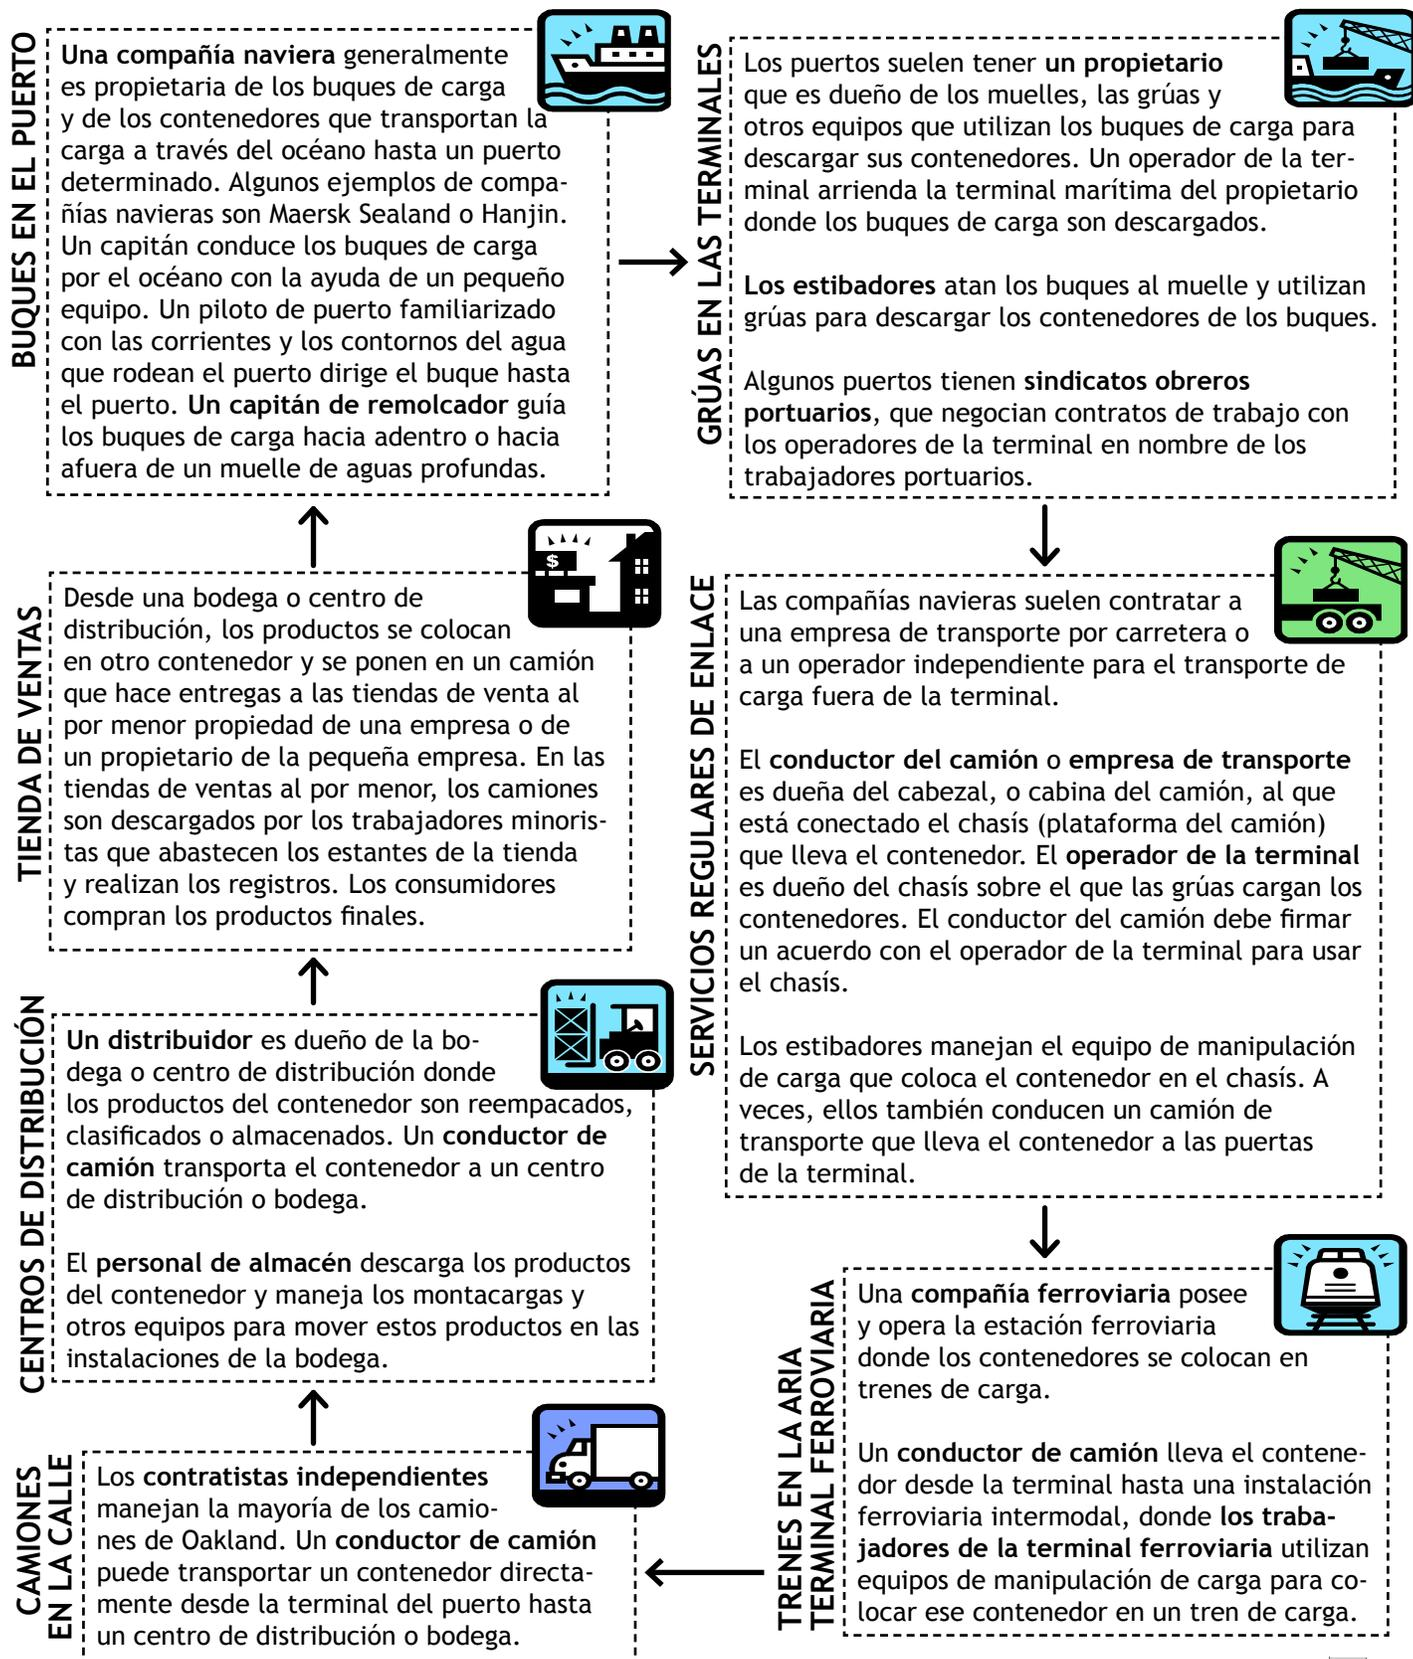 BUQUES EN EL PUERTO
Una compañía naviera generalmente
es propietaria de los buques de carga
y de los contenedores que transportan la
carga a través del océano hasta un puerto
determinado. Algunos ejemplos de compa-
ñías navieras son Maersk Sealand o Hanjin.
Un capitán conduce los buques de carga
por el océano con la ayuda de un pequeño
equipo. Un piloto de puerto familiarizado
con las corrientes y los contornos del agua
que rodean el puerto dirige el buque hasta
el puerto. Un capitán de remolcador guía
los buques de carga hacia adentro o hacia
afuera de un muelle de aguas profundas.
GRÚAS EN LAS TERMINALES
Los puertos suelen tener un propietario
que es dueño de los muelles, las grúas y
otros equipos que utilizan los buques de carga para
descargar sus contenedores. Un operador de la ter-
minal arrienda la terminal marítima del propietario
donde los buques de carga son descargados.
Los estibadores atan los buques al muelle y utilizan
grúas para descargar los contenedores de los buques.
Algunos puertos tienen sindicatos obreros
portuarios, que negocian contratos de trabajo con
los operadores de la terminal en nombre de los
trabajadores portuarios.
SERVICIOS REGULARES DE ENLACE
Las compañías navieras suelen contratar a
una empresa de transporte por carretera o
a un operador independiente para el transporte de
carga fuera de la terminal.
El conductor del camión o empresa de transporte
es dueña del cabezal, o cabina del camión, al que
está conectado el chasís (plataforma del camión)
que lleva el contenedor. El operador de la terminal
es dueño del chasís sobre el que las grúas cargan los
contenedores. El conductor del camión debe firmar
un acuerdo con el operador de la terminal para usar
el chasís.
Los estibadores manejan el equipo de manipulación
de carga que coloca el contenedor en el chasís. A
veces, ellos también conducen un camión de
transporte que lleva el contenedor a las puertas
de la terminal.
TRENES EN LA ARIA
TERMINAL FERROVIARIA
Una compañía ferroviaria posee
y opera la estación ferroviaria
donde los contenedores se colocan en
trenes de carga.
Un conductor de camión lleva el contene-
dor desde la terminal hasta una instalación
ferroviaria intermodal, donde los traba-
jadores de la terminal ferroviaria utilizan
equipos de manipulación de carga para co-
locar ese contenedor en un tren de carga.
CAMIONES
EN LA CALLE
Los contratistas independientes
manejan la mayoría de los camio-
nes de Oakland. Un conductor de camión
puede transportar un contenedor directa-
mente desde la terminal del puerto hasta
un centro de distribución o bodega.
CENTROS DE DISTRIBUCIÓN
Un distribuidor es dueño de la bo-
dega o centro de distribución donde
los productos del contenedor son reempacados,
clasificados o almacenados. Un conductor de
camión transporta el contenedor a un centro
de distribución o bodega.
El personal de almacén descarga los productos
del contenedor y maneja los montacargas y
otros equipos para mover estos productos en las
instalaciones de la bodega.
TIENDA DE VENTAS
$
Desde una bodega o centro de
distribución, los productos se colocan
en otro contenedor y se ponen en un camión
que hace entregas a las tiendas de venta al
por menor propiedad de una empresa o de
un propietario de la pequeña empresa. En las
tiendas de ventas al por menor, los camiones
son descargados por los trabajadores minoris-
tas que abastecen los estantes de la tienda
y realizan los registros. Los consumidores
compran los productos finales.